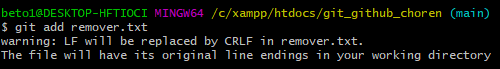 beto1@DESKTOP-HFTIOCI MINGW64 /c/xampp/htdocs/git_github_choren (main)
$ git add remover.txt
warning: LF will be replaced by CRLF in remover.txt.
The file will have its original line endings in your working directory